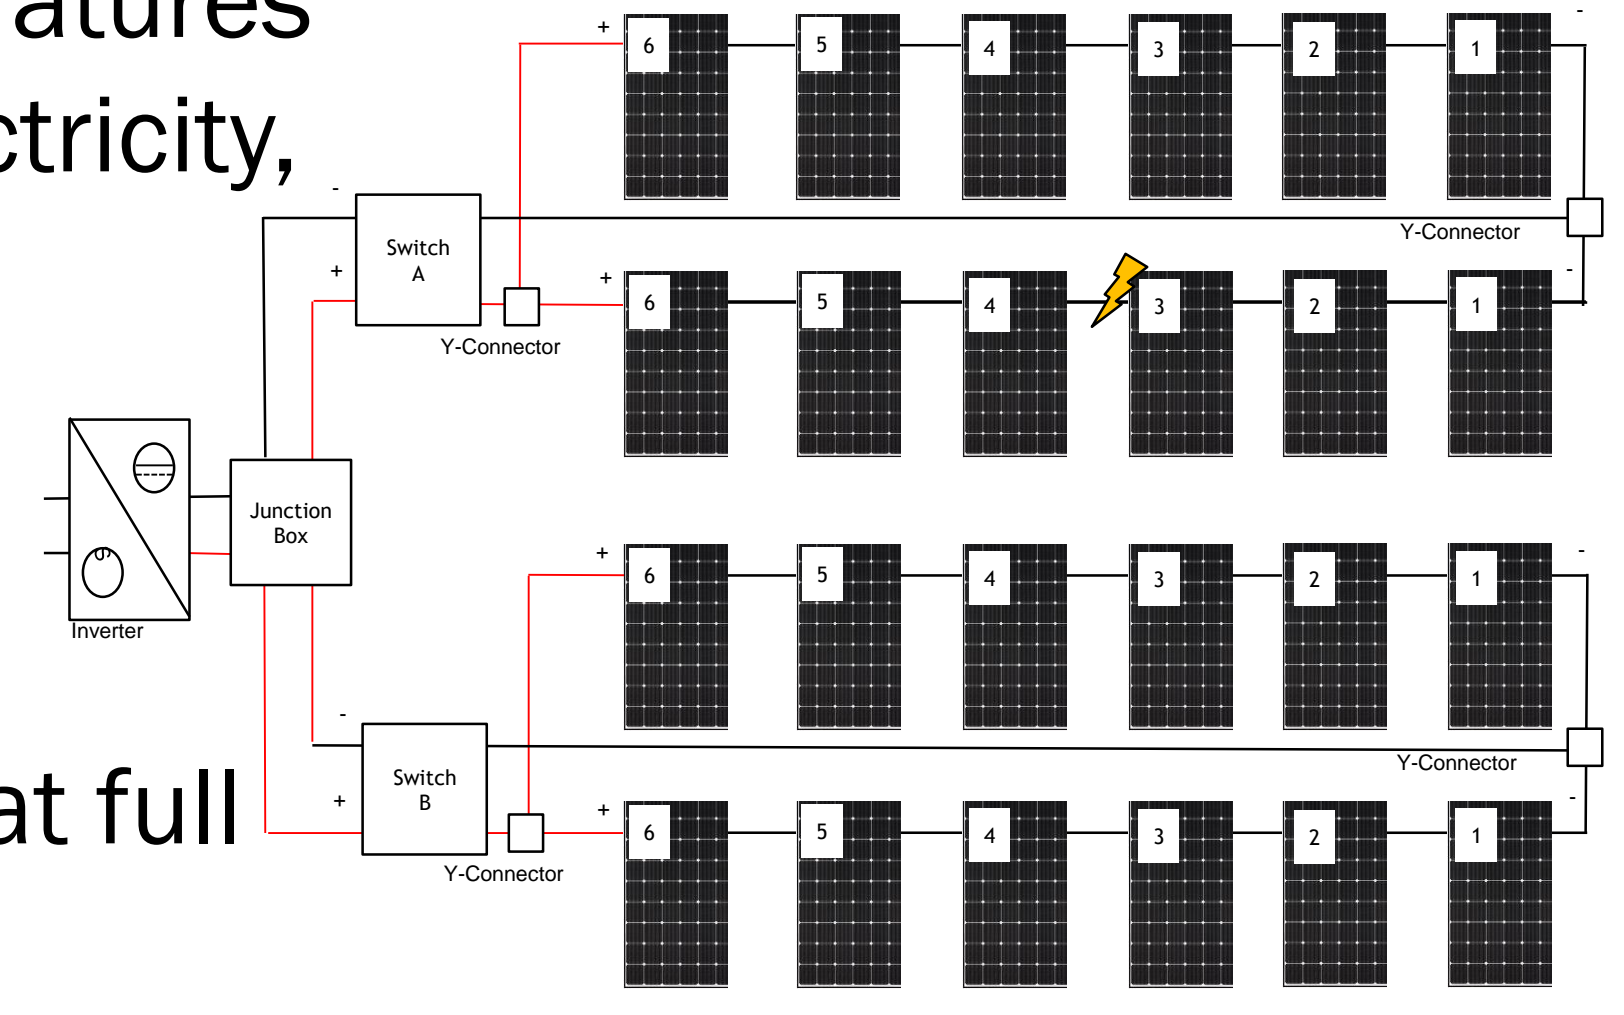 atures
ctricity,
at full
+
6
5
4
3
2
1
-
-
Switch
A
+
Y-Connector
Y-Connector
+
6
5
4
3
2
1
-
Junction
Box
Inverter
+
6
5
4
3
2
1
-
-
Switch
B
+
Y-Connector
Y-Connector
+
6
5
4
3
2
1
-